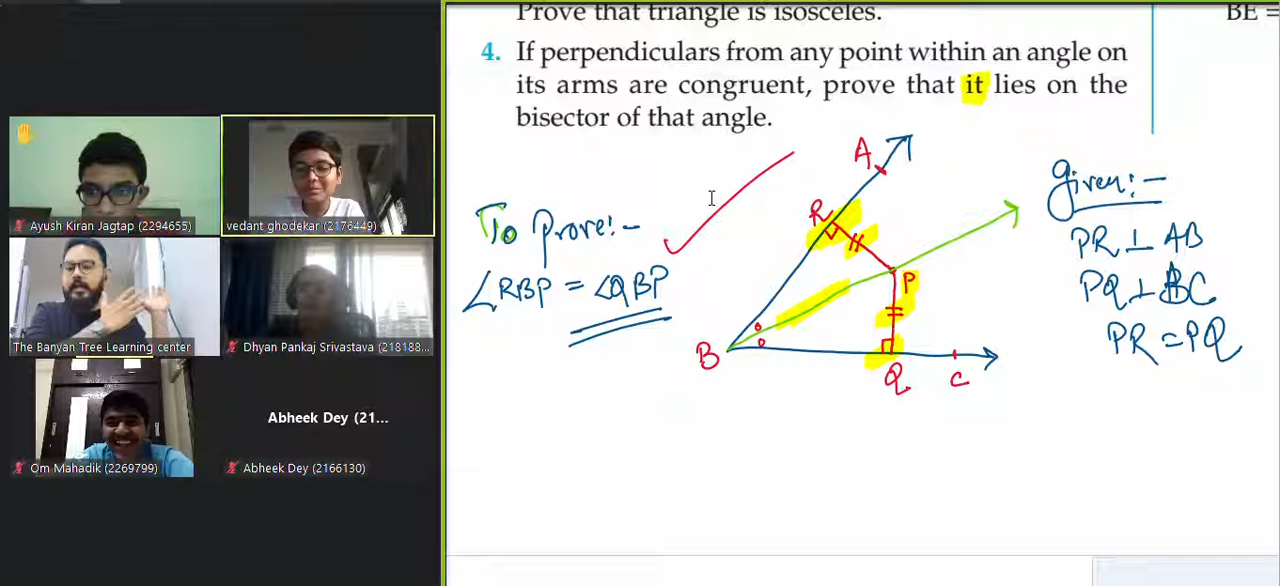 Prove that triangle is isosceles.
BE =
4. If perpendiculars from any point within an angle on
its arms are congruent, prove that it lies on the
bisector of that angle.
To Prove:-
∠RBP = ∠QBP
A
R
P
B
Q
C
Given:-
PR ⊥ AB
PQ ⊥ BC
PR = PQ
Ayush Kiran Jagtap (2294655)
vedant ghodekar (2176449)
The Banyan Tree Learning center
Dhyan Pankaj Srivastava (218188...
Abheek Dey (21...
Om Mahadik (2269799)
Abheek Dey (2166130)